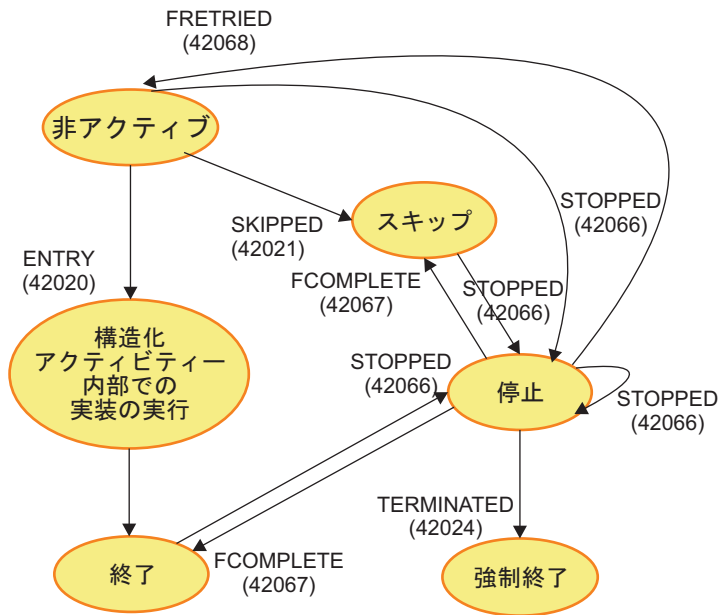 FRETRIED
(42068)
非アクティブ
STOPPED
(42066)
SKIPPED
(42021)
スキップ
ENTRY
(42020)
FCOMPLETE
(42067)
STOPPED
(42066)
構造化
アクティビティー
内部での
実装の実行
STOPPED
(42066)
停止
STOPPED
(42066)
TERMINATED
(42024)
終了
FCOMPLETE
(42067)
強制終了